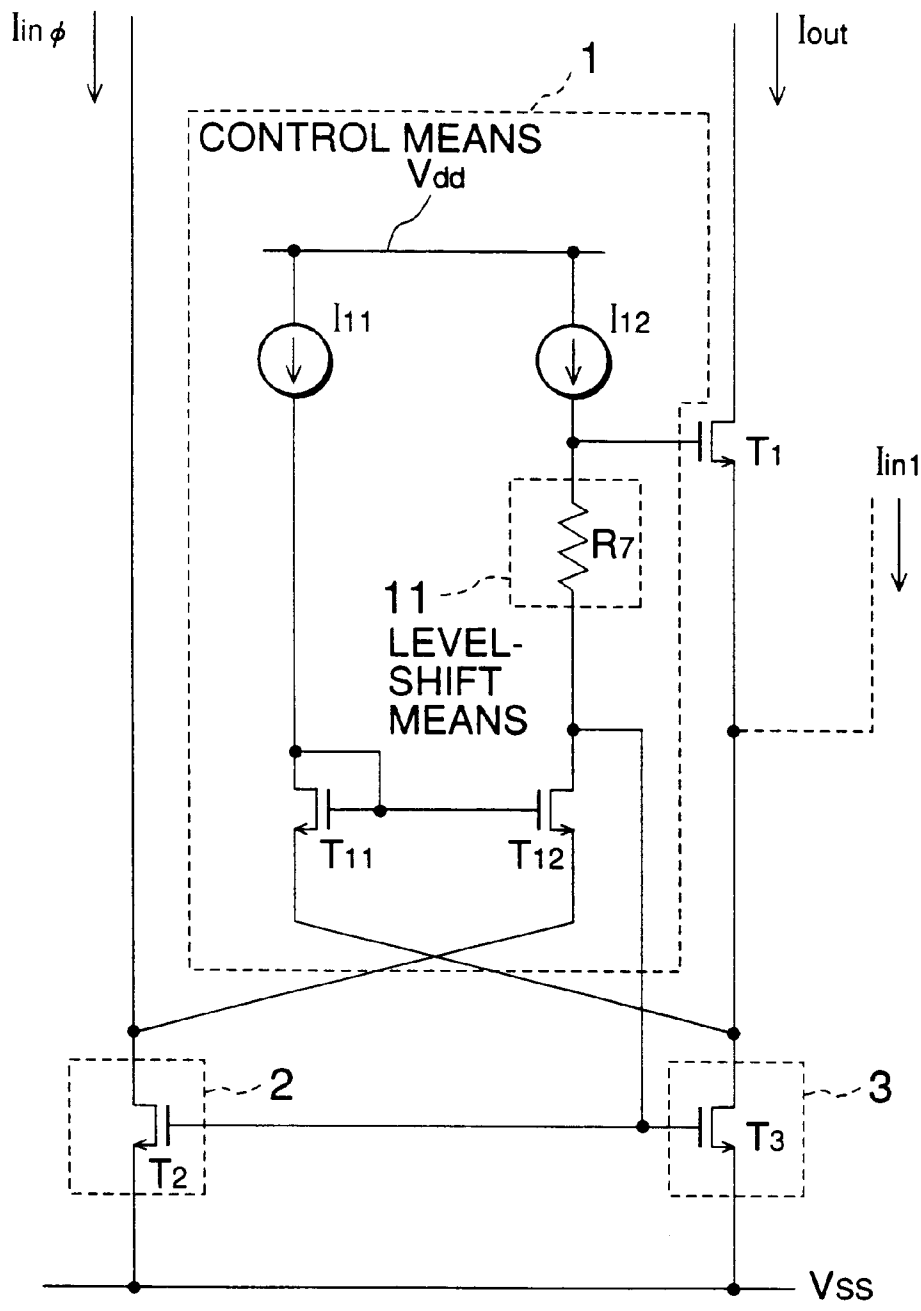 Iin φ
Iout
1
CONTROL MEANS
Vdd
I11
I12
T1
Iin1
R7
11
LEVEL-
SHIFT
MEANS
T11
T12
2
3
T2
T3
VSS